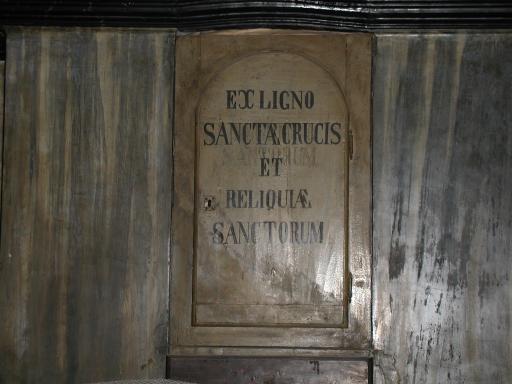 EX LIGNO
SANCTÆ CRUCIS
ET
RELIQUIÆ
SANCTORUM